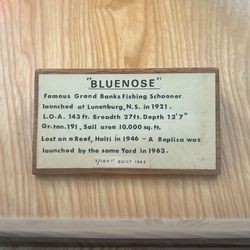 "BLUENOSE"
Famous Grand Banks Fishing Schooner
launched at Lunenburg, N.S. in 1921.
L.O.A. 143 ft. Breadth 27ft. Depth 12'7"
Gr. ton. 191, Sail area 10,000 sq. ft.
Lost on a Reef, Haiti in 1946 - A Replica was
launched by the same Yard in 1963.
BUILT 1983